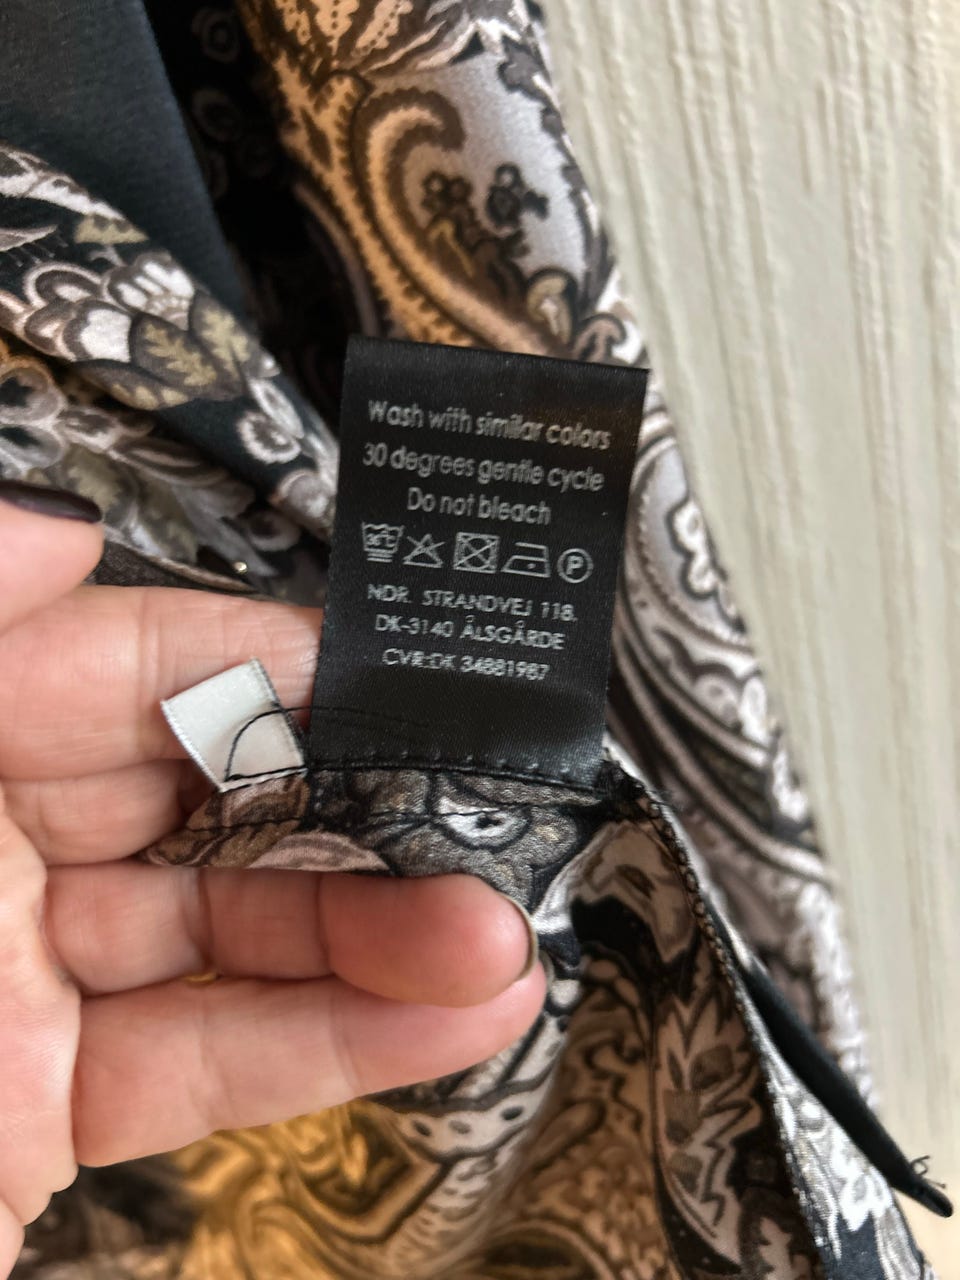 Wash with similar colors
30 degrees gentle cycle
Do not bleach
30°C P
NDR. STRANDVEJ 118,
DK-3140 ÅLSGÅRDE
CVR:DK 34881987